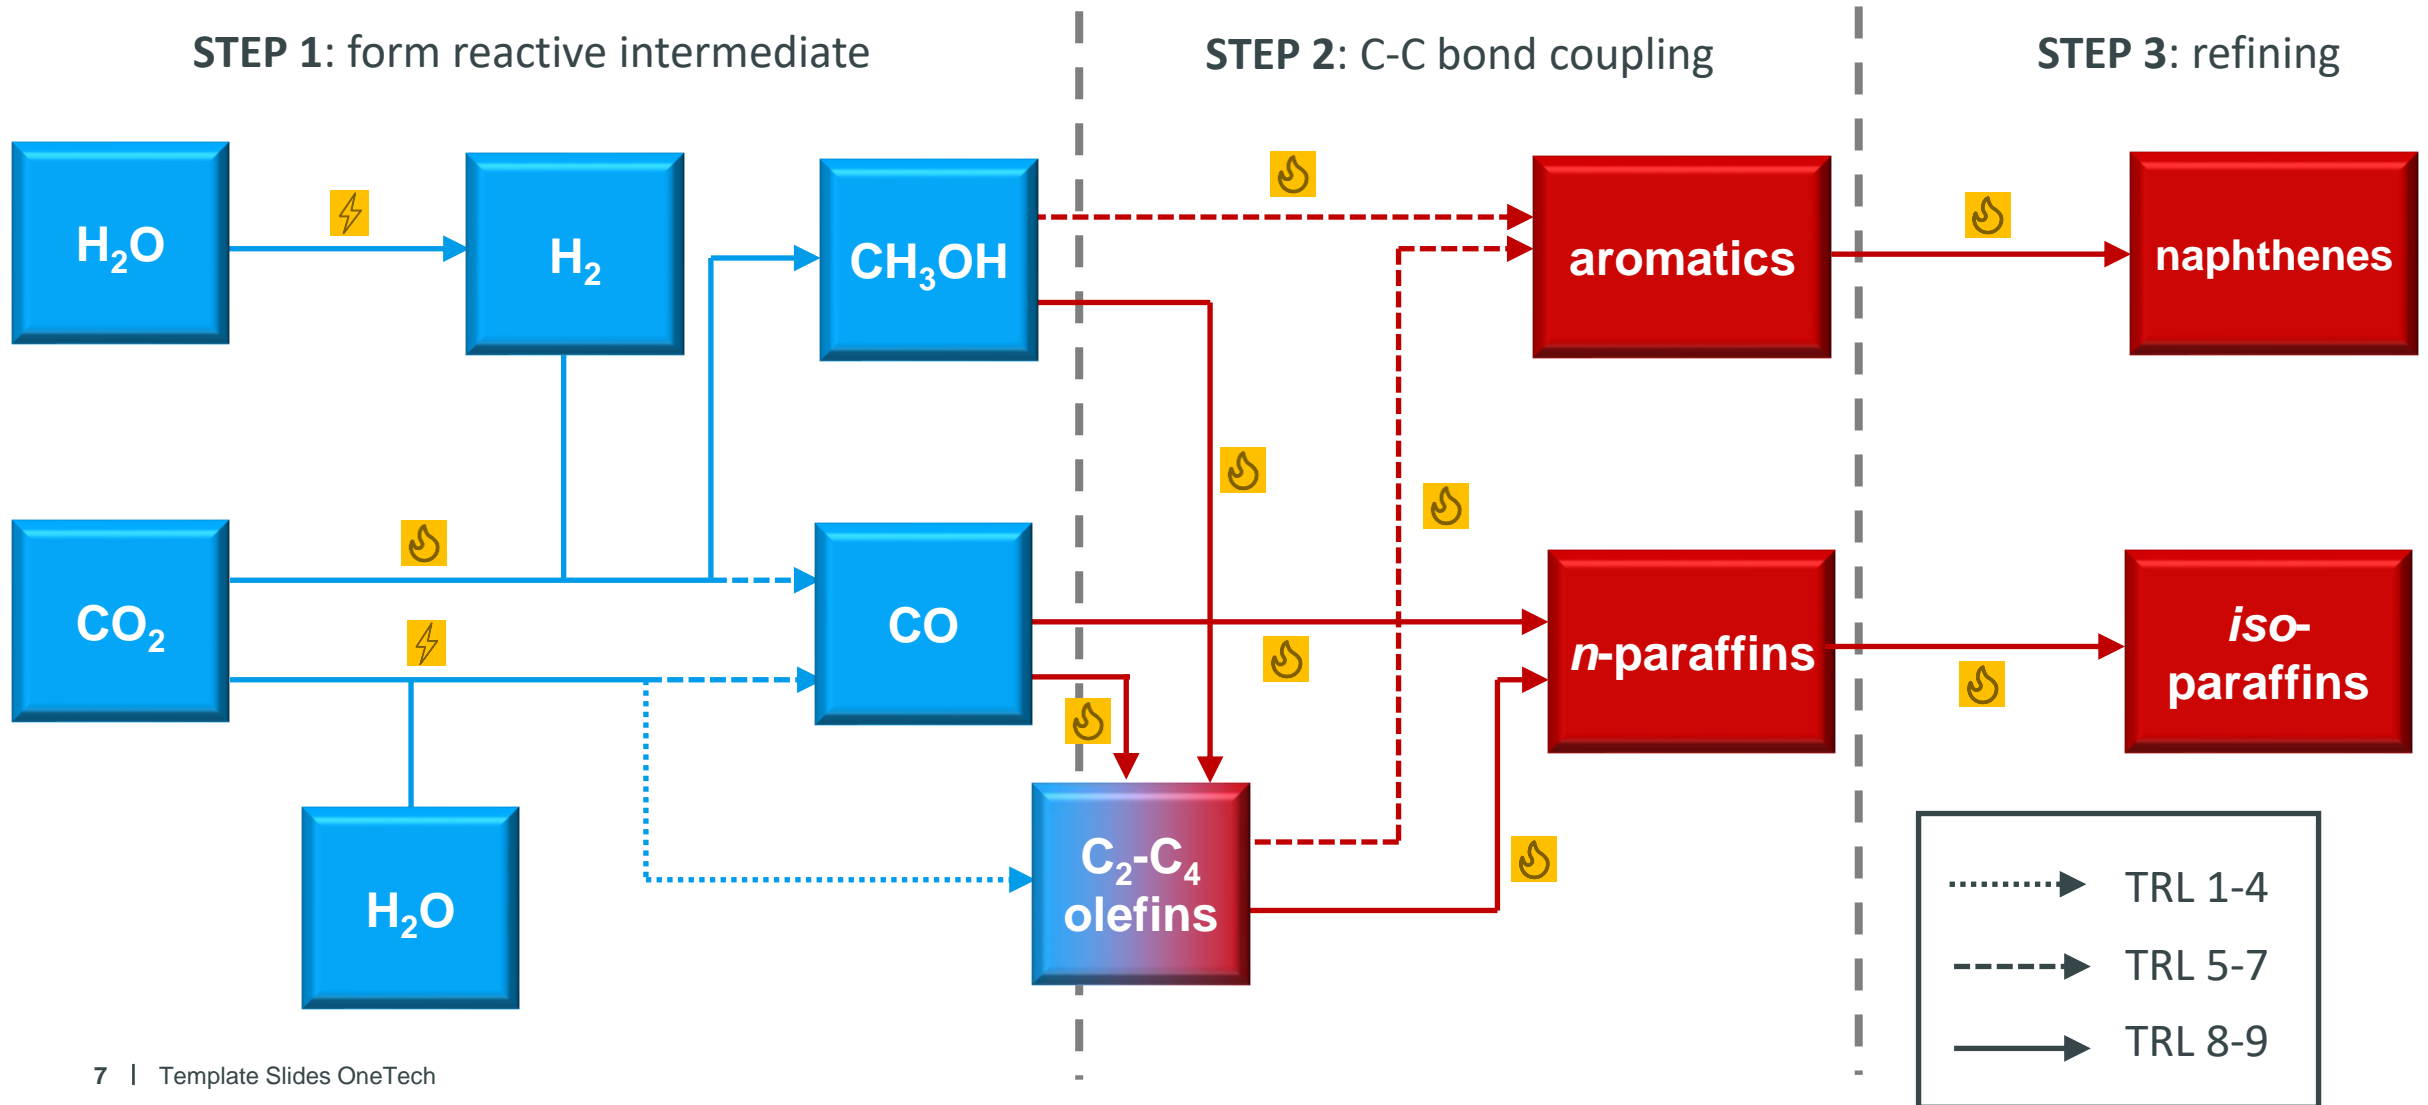 STEP 1: form reactive intermediate
STEP 2: C-C bond coupling
STEP 3: refining
H₂O
H₂
CH₃OH
aromatics
naphthenes
CO₂
CO
n-paraffins
iso-
paraffins
H₂O
C₂-C₄
olefins
TRL 1-4
TRL 5-7
TRL 8-9
7 | Template Slides OneTech